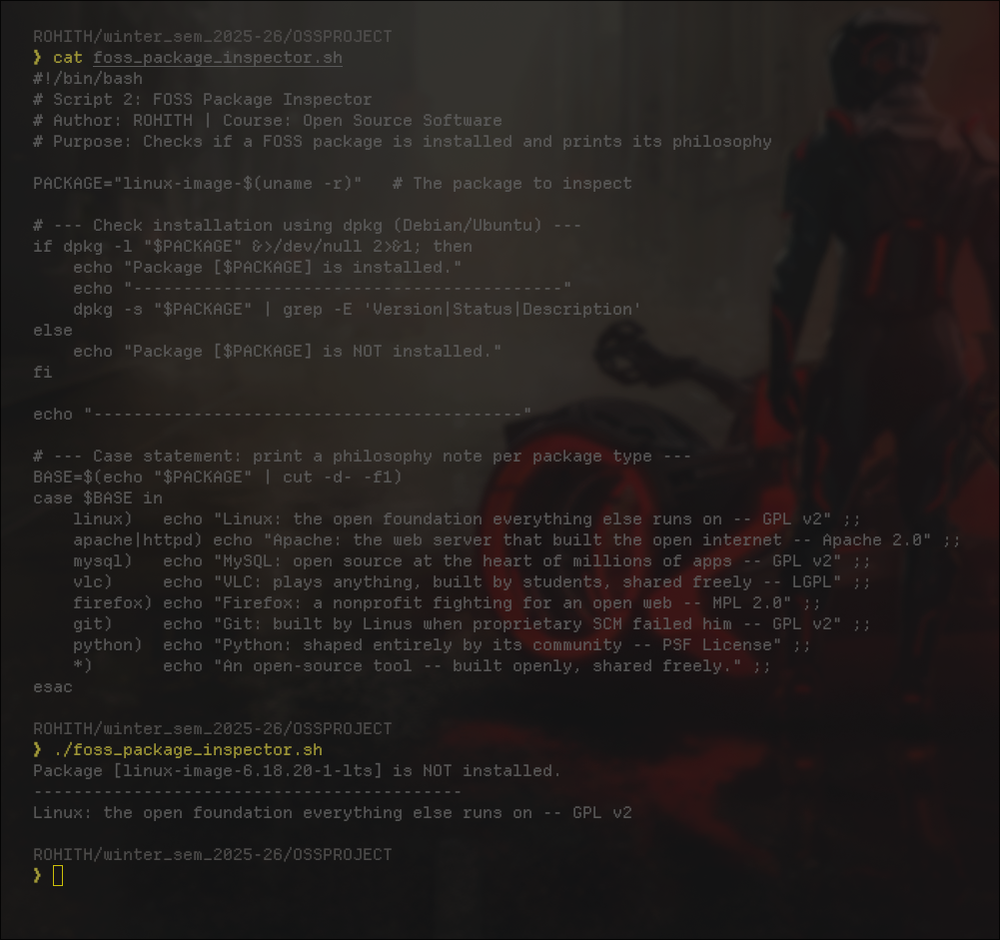 ROHITH/winter_sem_2025-26/OSSPROJECT
❯ cat foss_package_inspector.sh
#!/bin/bash
# Script 2: FOSS Package Inspector
# Author: ROHITH | Course: Open Source Software
# Purpose: Checks if a FOSS package is installed and prints its philosophy

PACKAGE="linux-image-$(uname -r)"   # The package to inspect

# --- Check installation using dpkg (Debian/Ubuntu) ---
if dpkg -l "$PACKAGE" &>/dev/null 2>&1; then
    echo "Package [$PACKAGE] is installed."
    echo "-------------------------------------------"
    dpkg -s "$PACKAGE" | grep -E 'Version|Status|Description'
else
    echo "Package [$PACKAGE] is NOT installed."
fi

echo "-------------------------------------------"

# --- Case statement: print a philosophy note per package type ---
BASE=$(echo "$PACKAGE" | cut -d- -f1)
case $BASE in
    linux)   echo "Linux: the open foundation everything else runs on -- GPL v2" ;;
    apache|httpd) echo "Apache: the web server that built the open internet -- Apache 2.0" ;;
    mysql)   echo "MySQL: open source at the heart of millions of apps -- GPL v2" ;;
    vlc)     echo "VLC: plays anything, built by students, shared freely -- LGPL" ;;
    firefox) echo "Firefox: a nonprofit fighting for an open web -- MPL 2.0" ;;
    git)     echo "Git: built by Linus when proprietary SCM failed him -- GPL v2" ;;
    python)  echo "Python: shaped entirely by its community -- PSF License" ;;
    *)       echo "An open-source tool -- built openly, shared freely." ;;
esac

ROHITH/winter_sem_2025-26/OSSPROJECT
❯ ./foss_package_inspector.sh
Package [linux-image-6.18.20-1-lts] is NOT installed.
-------------------------------------------
Linux: the open foundation everything else runs on -- GPL v2

ROHITH/winter_sem_2025-26/OSSPROJECT
❯